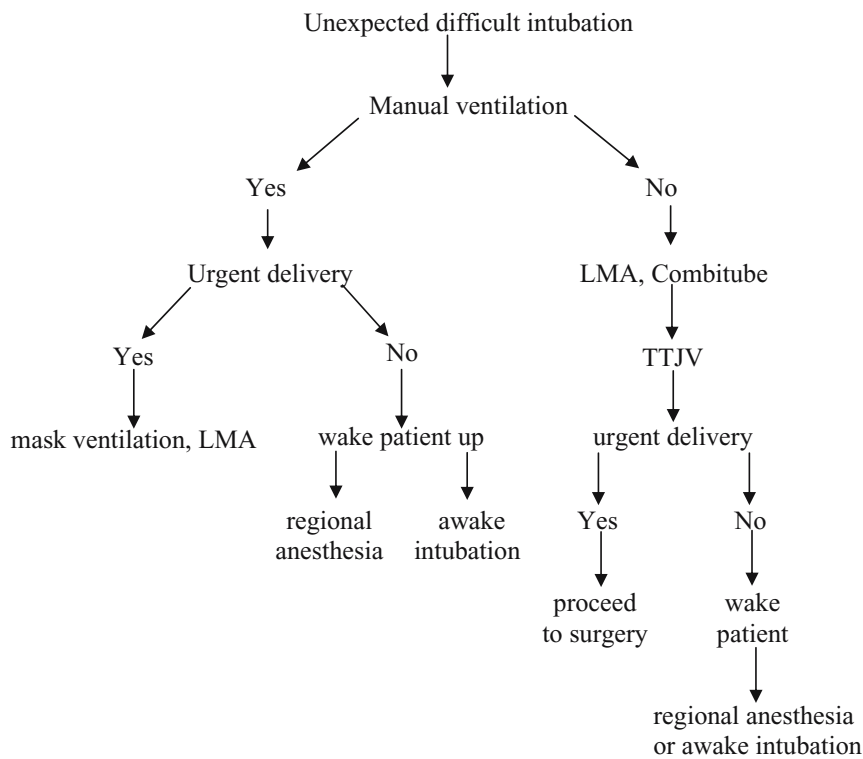 Unexpected difficult intubation
Manual ventilation
Yes
No
Urgent delivery
LMA, Combitube
Yes
No
TTJV
mask ventilation, LMA
wake patient up
urgent delivery
regional
anesthesia
awake
intubation
Yes
No
proceed
to surgery
wake
patient
regional anesthesia
or awake intubation